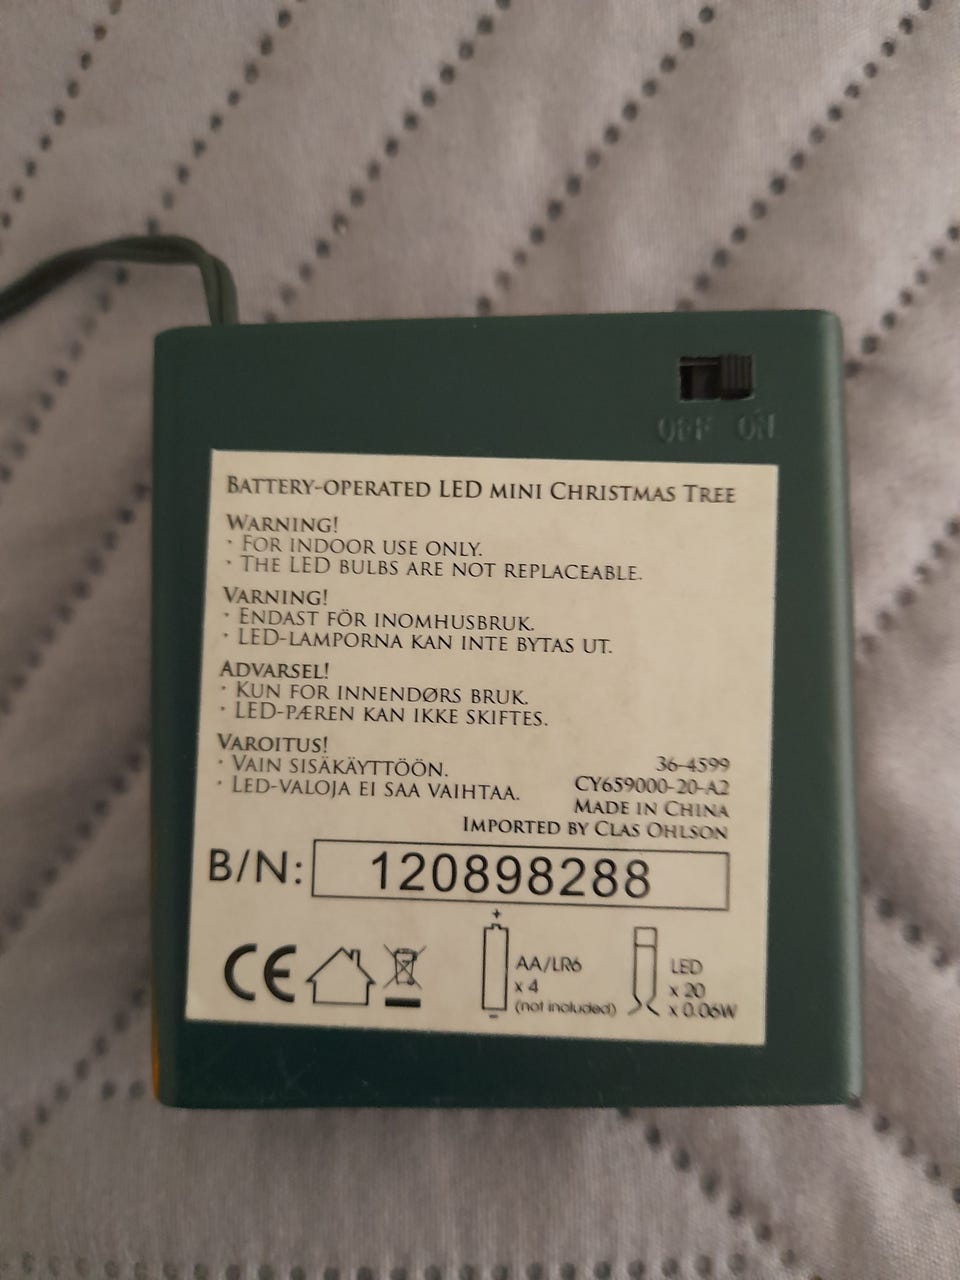 OFF ON
BATTERY-OPERATED LED MINI CHRISTMAS TREE
WARNING!
· FOR INDOOR USE ONLY.
· THE LED BULBS ARE NOT REPLACEABLE.
VARNING!
· ENDAST FÖR INOMHUSBRUK.
· LED-LAMPORNA KAN INTE BYTAS UT.
ADVARSEL!
· KUN FOR INNENDØRS BRUK.
· LED-PÆREN KAN IKKE SKIFTES.
VAROITUS!
· VAIN SISÄKÄYTTÖÖN.
· LED-VALOJA EI SAA VAIHTAA.
36-4599
CY659000-20-A2
MADE IN CHINA
IMPORTED BY CLAS OHLSON
B/N: 120898288
CE
+
AA/LR6
x 4
(not included)
-
LED
x 20
x 0.06W